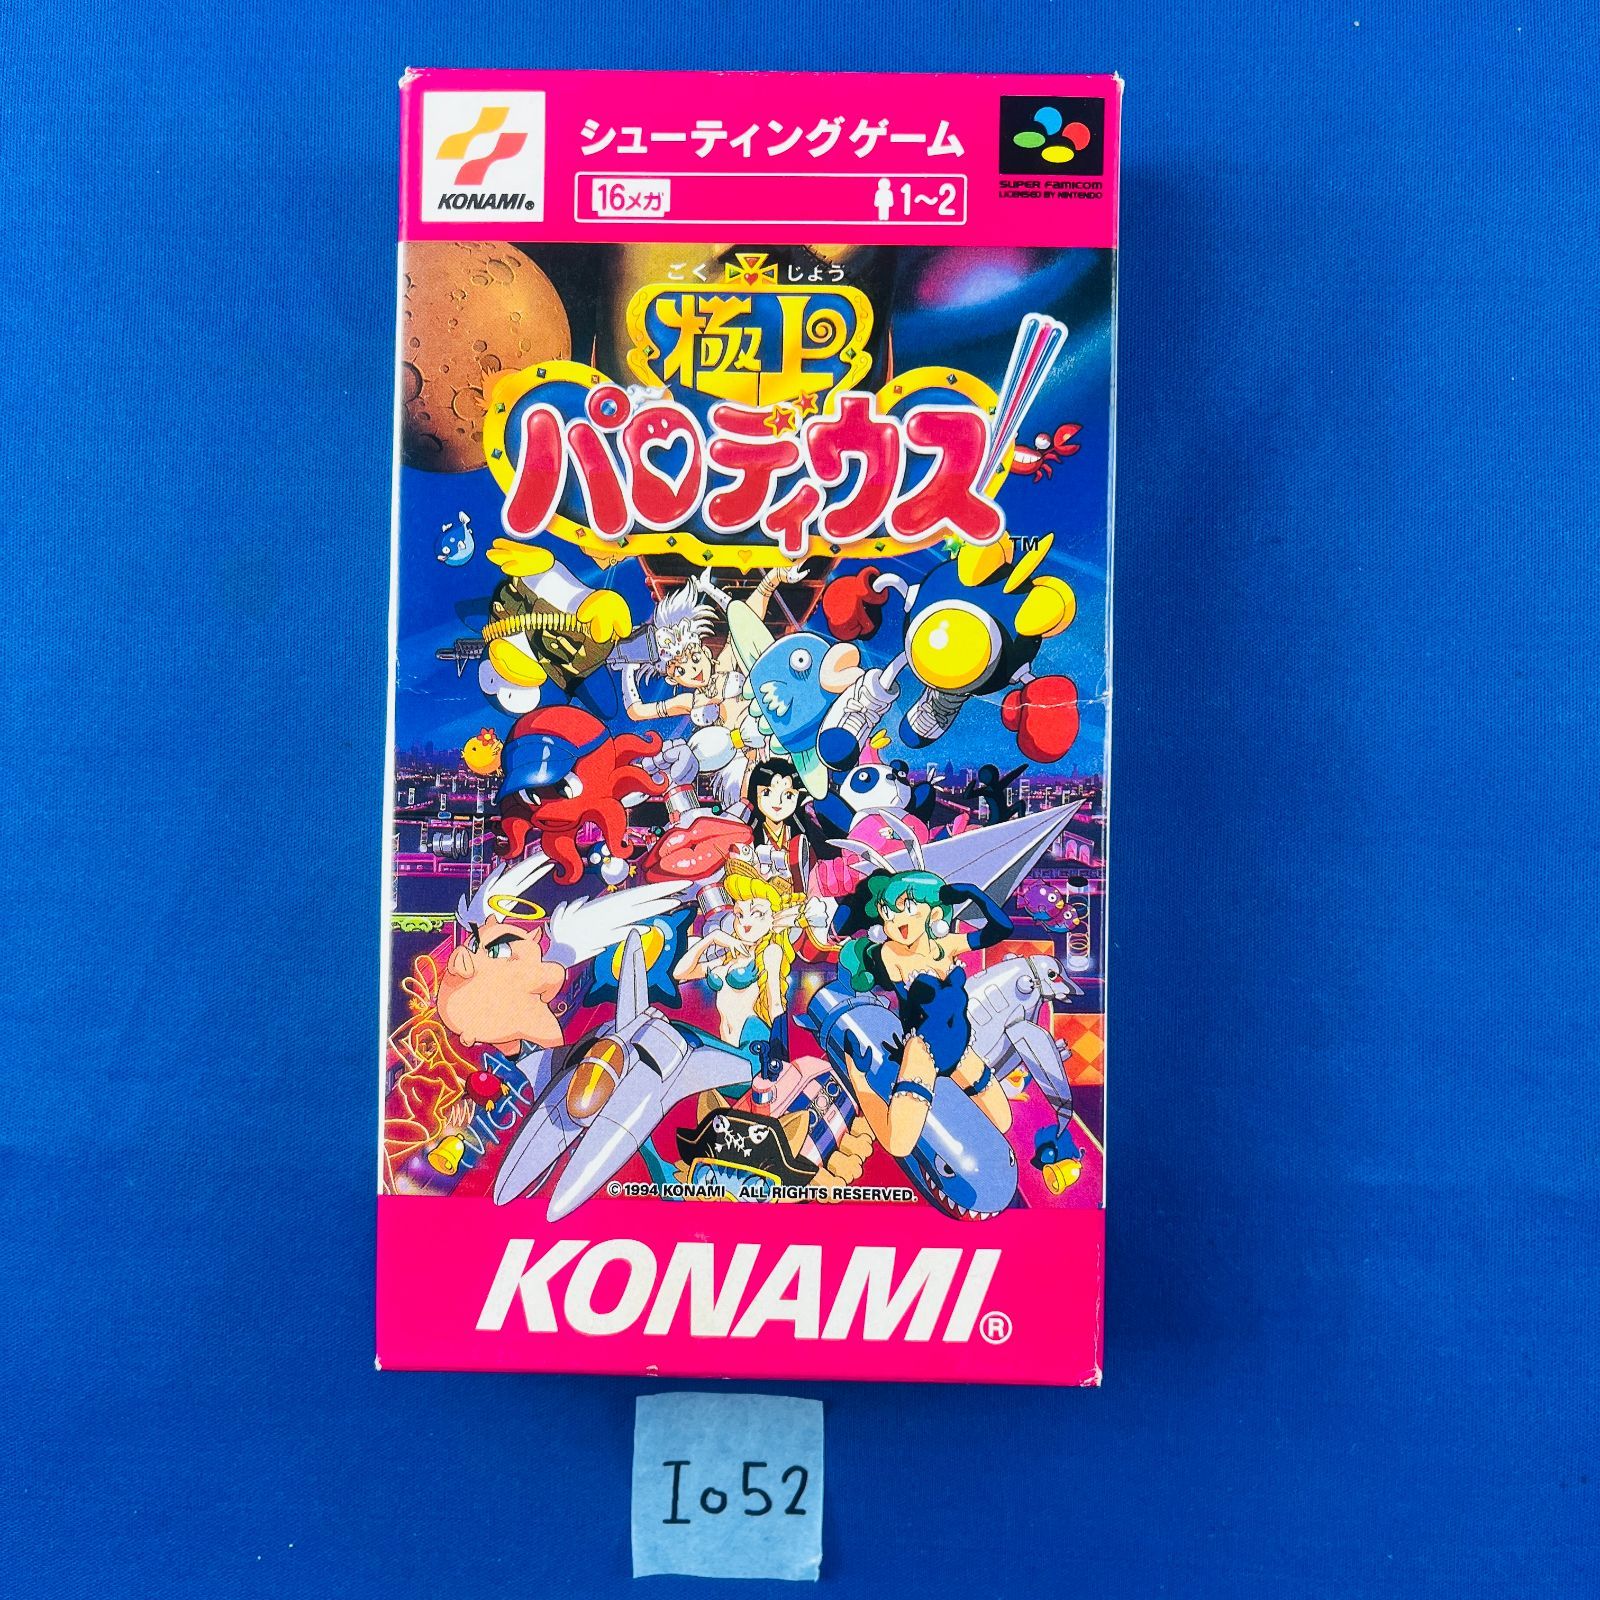 シューティングゲーム
KONAMI®
16メガ
1〜2
SUPER FAMICOM
LICENSED BY NINTENDO
ごくじょう
極上
パロディウス
TM
NIGH
© 1994 KONAMI ALL RIGHTS RESERVED.
KONAMI®
Io52